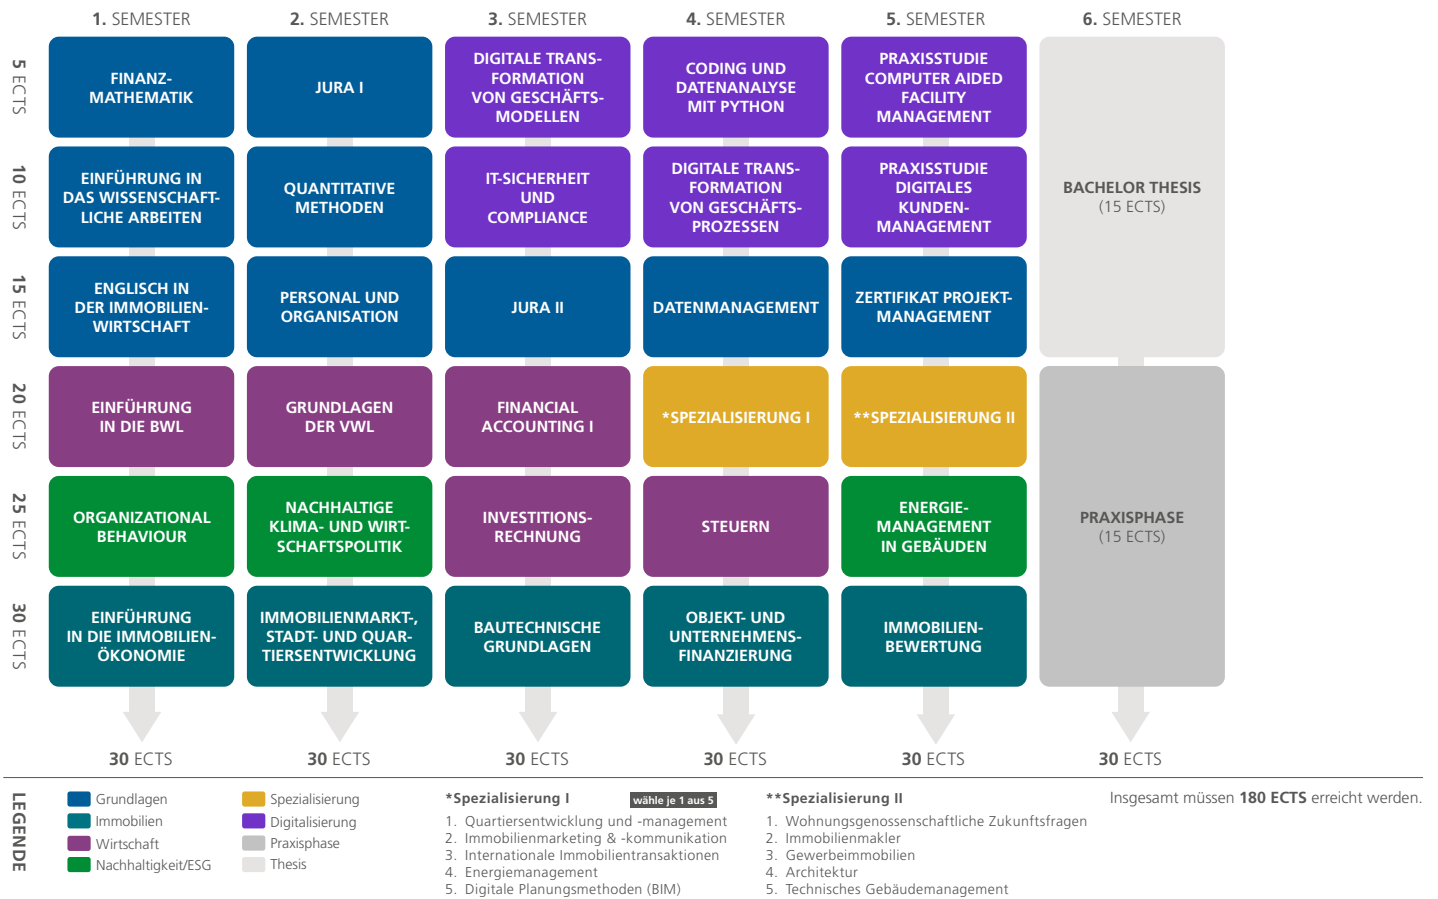 1. SEMESTER
2. SEMESTER
3. SEMESTER
4. SEMESTER
5. SEMESTER
6. SEMESTER
5 ECTS
FINANZ-
MATHEMATIK
JURA I
DIGITALE TRANS-
FORMATION
VON GESCHÄFTS-
MODELLEN
CODING UND
DATENANALYSE
MIT PYTHON
PRAXISSTUDIE
COMPUTER AIDED
FACILITY
MANAGEMENT
10 ECTS
EINFÜHRUNG IN
DAS WISSENSCHAFT-
LICHE ARBEITEN
QUANTITATIVE
METHODEN
IT-SICHERHEIT
UND
COMPLIANCE
DIGITALE TRANS-
FORMATION
VON GESCHÄFTS-
PROZESSEN
PRAXISSTUDIE
DIGITALES
KUNDEN-
MANAGEMENT
BACHELOR THESIS
(15 ECTS)
15 ECTS
ENGLISCH IN
DER IMMOBILIEN-
WIRTSCHAFT
PERSONAL UND
ORGANISATION
JURA II
DATENMANAGEMENT
ZERTIFIKAT PROJEKT-
MANAGEMENT
20 ECTS
EINFÜHRUNG
IN DIE BWL
GRUNDLAGEN
DER VWL
FINANCIAL
ACCOUNTING I
*SPEZIALISIERUNG I
**SPEZIALISIERUNG II
25 ECTS
ORGANIZATIONAL
BEHAVIOUR
NACHHALTIGE
KLIMA- UND WIRT-
SCHAFTSPOLITIK
INVESTITIONS-
RECHNUNG
STEUERN
ENERGIE-
MANAGEMENT
IN GEBÄUDEN
PRAXISPHASE
(15 ECTS)
30 ECTS
EINFÜHRUNG
IN DIE IMMOBILIEN-
ÖKONOMIE
IMMOBILIENMARKT-,
STADT- UND QUAR-
TIERSENTWICKLUNG
BAUTECHNISCHE
GRUNDLAGEN
OBJEKT- UND
UNTERNEHMENS-
FINANZIERUNG
IMMOBILIEN-
BEWERTUNG
30 ECTS
30 ECTS
30 ECTS
30 ECTS
30 ECTS
30 ECTS
LEGENDE
Grundlagen
Immobilien
Wirtschaft
Nachhaltigkeit/ESG
Spezialisierung
Digitalisierung
Praxisphase
Thesis
*Spezialisierung I
wähle je 1 aus 5
1. Quartiersentwicklung und -management
2. Immobilienmarketing & -kommunikation
3. Internationale Immobilientransaktionen
4. Energiemanagement
5. Digitale Planungsmethoden (BIM)
**Spezialisierung II
1. Wohnungsgenossenschaftliche Zukunftsfragen
2. Immobilienmakler
3. Gewerbeimmobilien
4. Architektur
5. Technisches Gebäudemanagement
Insgesamt müssen 180 ECTS erreicht werden.